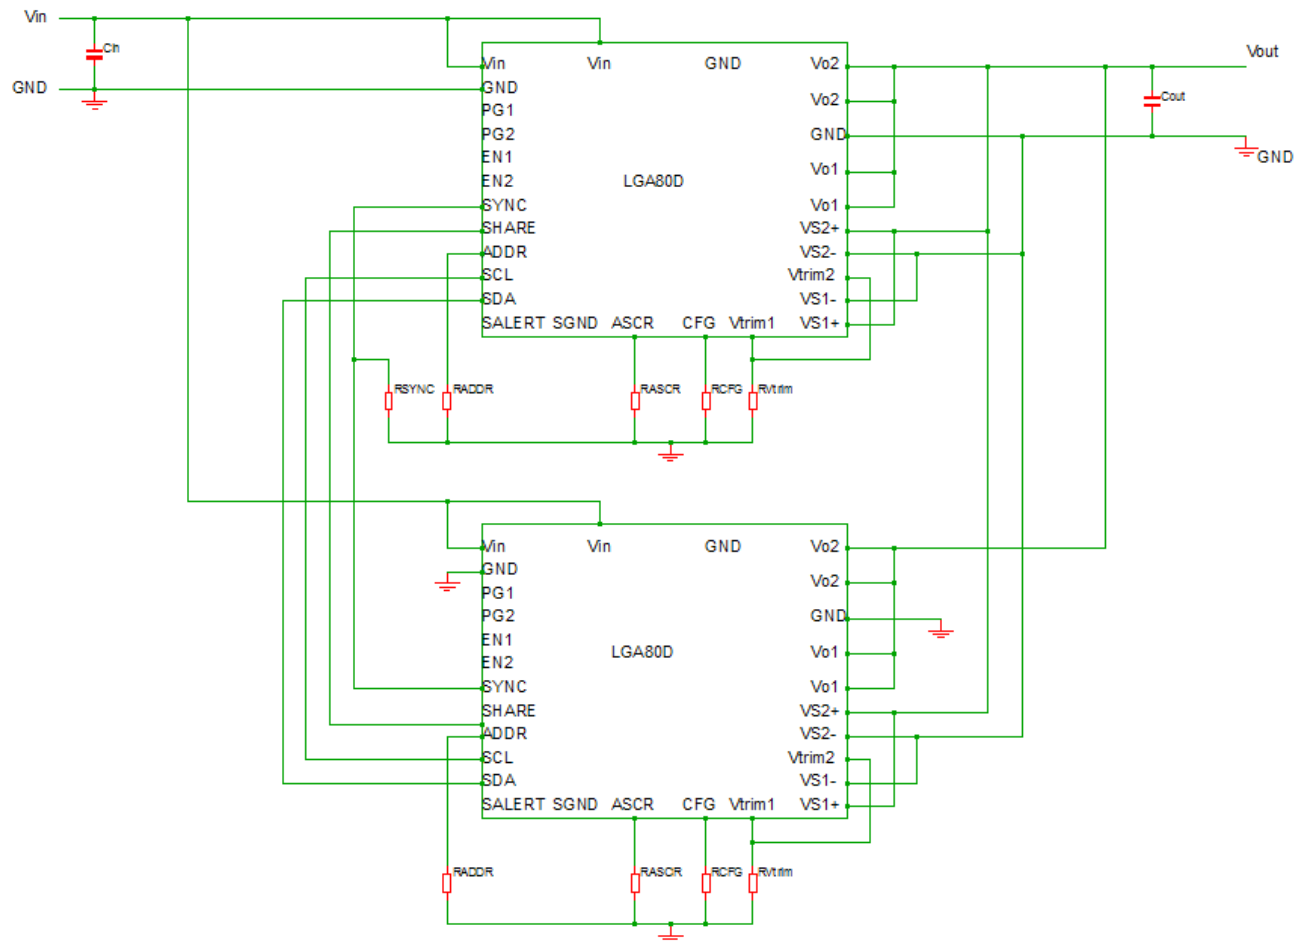 Vin
Cin
GND
Vin Vin GND Vo2
GND
PG1 Vo2
PG2 GND
EN1 Vo1
EN2 LGA80D
SYNC Vo1
SHARE VS2+
ADDR VS2-
SCL Vtrim2
SDA VS1-
SALERT SGND ASCR CFG Vtrim1 VS1+
Vout
Cout
GND
RSYNC RADDR RASCR RCFG RVtrim
Vin Vin GND Vo2
GND
PG1 Vo2
PG2 GND
EN1
EN2 LGA80D Vo1
SYNC Vo1
SHARE VS2+
ADDR VS2-
SCL Vtrim2
SDA VS1-
SALERT SGND ASCR CFG Vtrim1 VS1+
RADDR RASCR RCFG RVtrim